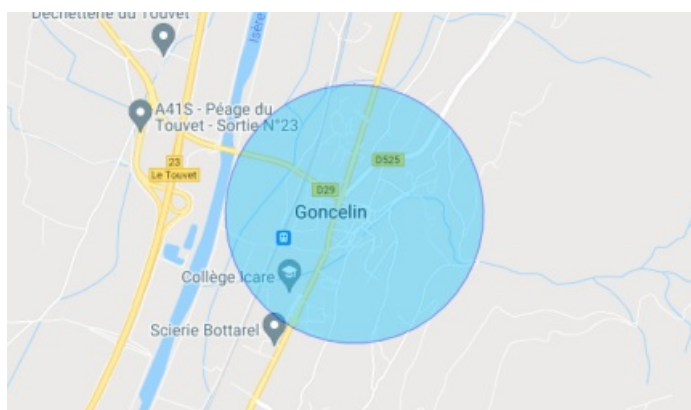 Déchetterie du Touvet
Isère
A41S - Péage du
Touvet - Sortie N°23
23
Le Touvet
D525
D29
Goncelin
Collège Icare
Scierie Bottarel